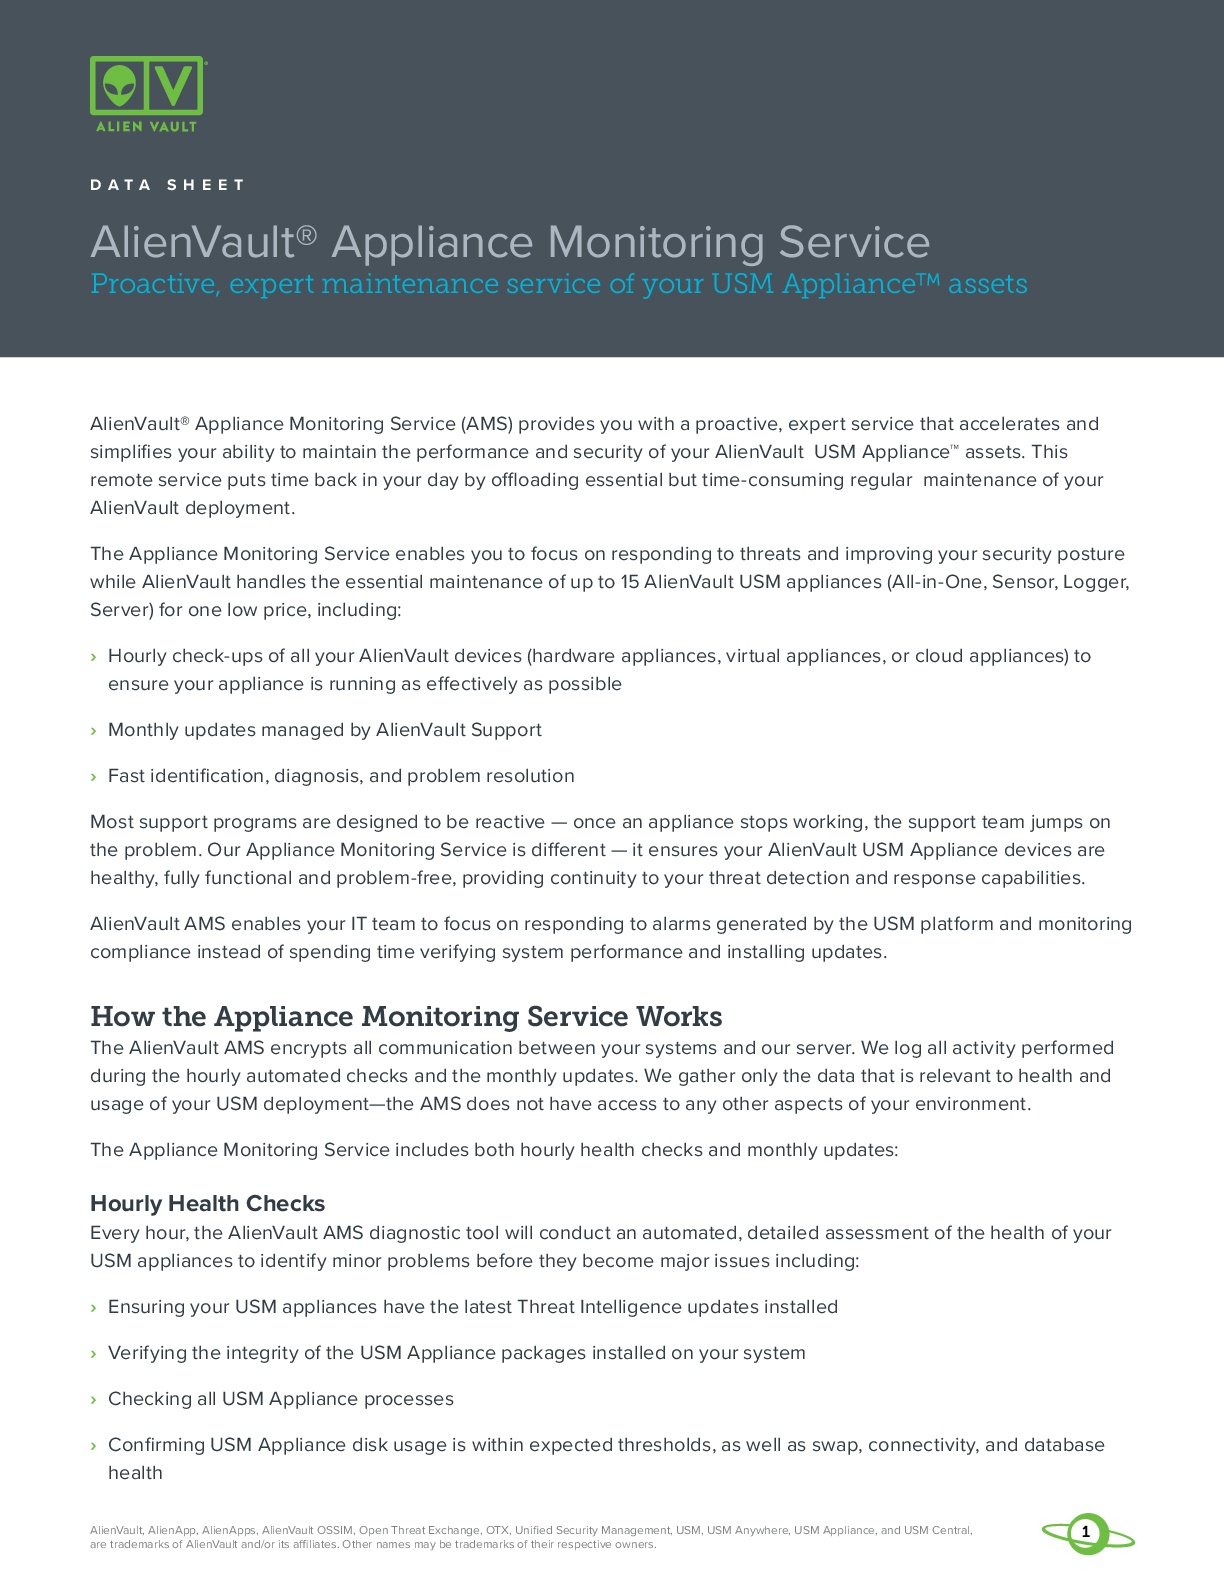 ALIEN VAULT
DATA SHEET
AlienVault® Appliance Monitoring Service
Proactive, expert maintenance service of your USM Appliance™ assets
AlienVault® Appliance Monitoring Service (AMS) provides you with a proactive, expert service that accelerates and
simplifies your ability to maintain the performance and security of your AlienVault  USM Appliance™ assets. This
remote service puts time back in your day by offloading essential but time-consuming regular  maintenance of your
AlienVault deployment.
The Appliance Monitoring Service enables you to focus on responding to threats and improving your security posture
while AlienVault handles the essential maintenance of up to 15 AlienVault USM appliances (All-in-One, Sensor, Logger,
Server) for one low price, including:
› Hourly check-ups of all your AlienVault devices (hardware appliances, virtual appliances, or cloud appliances) to
ensure your appliance is running as effectively as possible
› Monthly updates managed by AlienVault Support
› Fast identification, diagnosis, and problem resolution
Most support programs are designed to be reactive — once an appliance stops working, the support team jumps on
the problem. Our Appliance Monitoring Service is different — it ensures your AlienVault USM Appliance devices are
healthy, fully functional and problem-free, providing continuity to your threat detection and response capabilities.
AlienVault AMS enables your IT team to focus on responding to alarms generated by the USM platform and monitoring
compliance instead of spending time verifying system performance and installing updates.
How the Appliance Monitoring Service Works
The AlienVault AMS encrypts all communication between your systems and our server. We log all activity performed
during the hourly automated checks and the monthly updates. We gather only the data that is relevant to health and
usage of your USM deployment—the AMS does not have access to any other aspects of your environment.
The Appliance Monitoring Service includes both hourly health checks and monthly updates:
Hourly Health Checks
Every hour, the AlienVault AMS diagnostic tool will conduct an automated, detailed assessment of the health of your
USM appliances to identify minor problems before they become major issues including:
› Ensuring your USM appliances have the latest Threat Intelligence updates installed
› Verifying the integrity of the USM Appliance packages installed on your system
› Checking all USM Appliance processes
› Confirming USM Appliance disk usage is within expected thresholds, as well as swap, connectivity, and database
health
AlienVault, AlienApp, AlienApps, AlienVault OSSIM, Open Threat Exchange, OTX, Unified Security Management, USM, USM Anywhere, USM Appliance, and USM Central,
are trademarks of AlienVault and/or its affiliates. Other names may be trademarks of their respective owners.
1